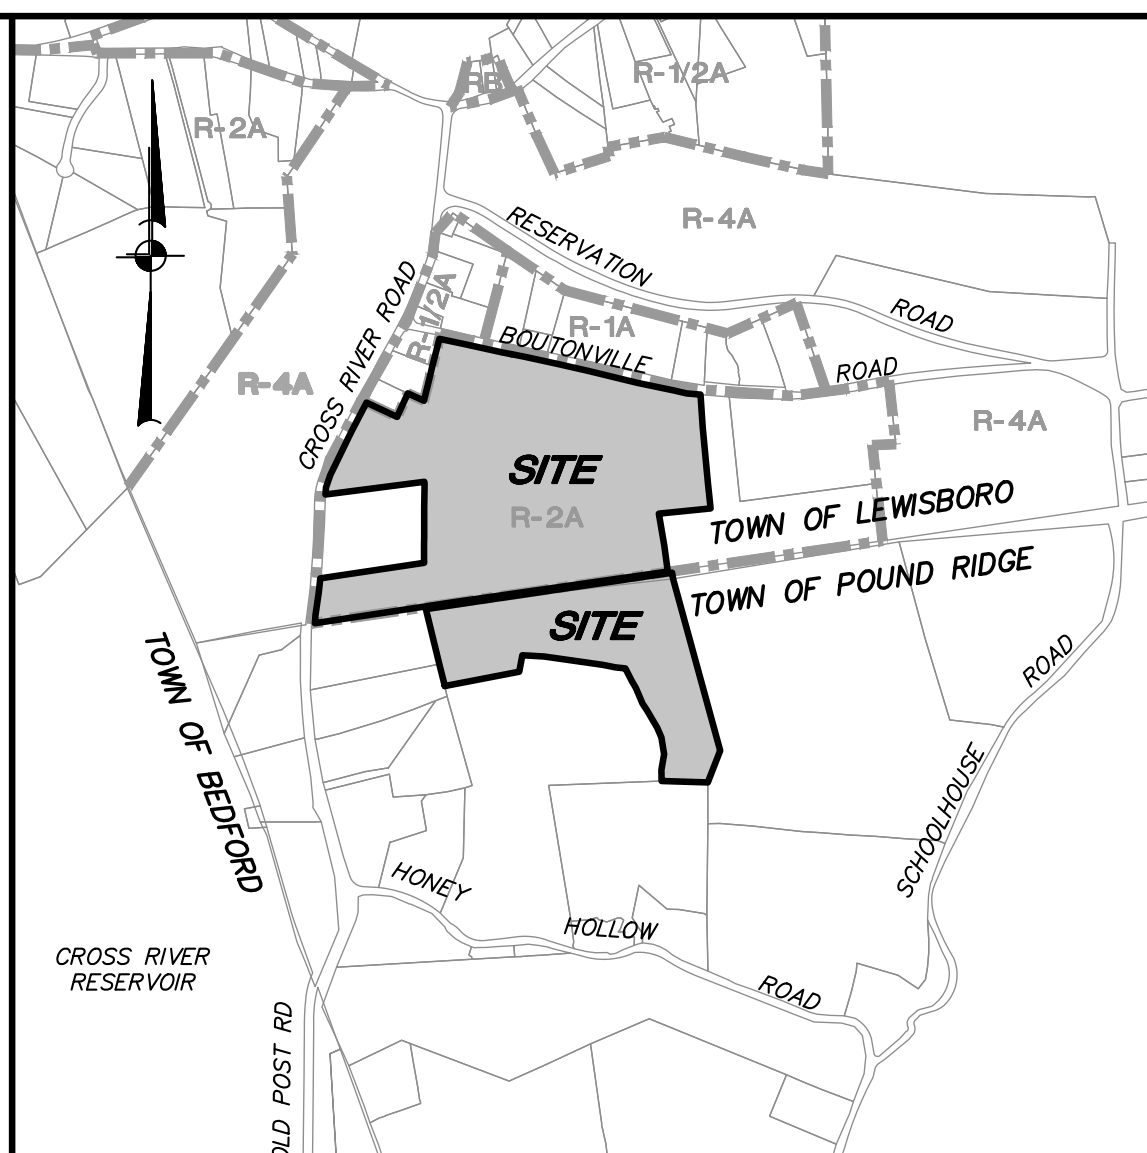 RB
R-1/2A
R-2A
R-4A
RESERVATION
ROAD
CROSS RIVER ROAD
R-1/2A
R-1A
BOUTONVILLE
ROAD
R-4A
R-4A
SITE
R-2A
TOWN OF LEWISBORO
TOWN OF POUND RIDGE
SITE
TOWN OF BEDFORD
SCHOOLHOUSE
ROAD
HONEY
HOLLOW
ROAD
CROSS RIVER
RESERVOIR
OLD POST RD